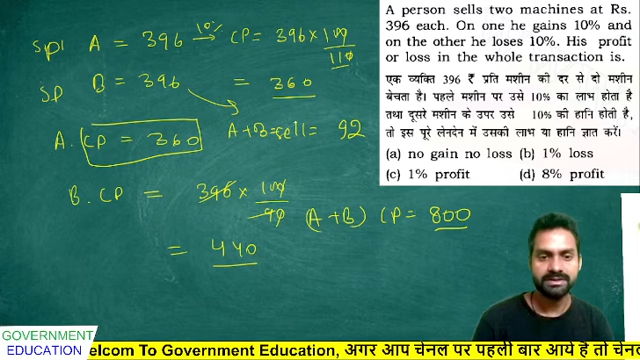 SP1 A = 396 10%→ CP = 396 × 100/110
SP B = 396 = 360
A. CP = 360 A+B=sell= 92
B. CP = 396 × 100/90 (A+B) CP = 800
= 440
A person sells two machines at Rs.
396 each. On one he gains 10% and
on the other he loses 10%. His profit
or loss in the whole transaction is.
एक व्यक्ति 396 ₹ प्रति मशीन की दर से दो मशीन
बेचता है। पहले मशीन पर उसे 10% का लाभ होता है
तथा दूसरे मशीन के उपर उसे 10% की हानि होती है,
तो इस पूरे लेनदेन में उसकी लाभ या हानि ज्ञात करें।
(a) no gain no loss (b) 1% loss
(c) 1% profit (d) 8% profit
GOVERNMENT
EDUCATION
elcom To Government Education, अगर आप चेनल पर पहली बार आये है तो चेनल